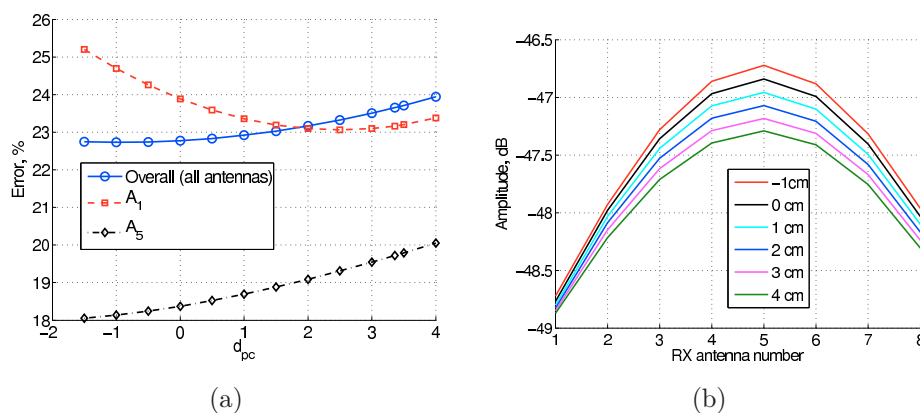 26
25
24
23
22
21
20
19
18
Error, %
Overall (all antennas)
A1
A5
−2
−1
0
1
2
3
4
dpc
(a)
−46.5
−47
−47.5
−48
−48.5
−49
Amplitude, dB
−1cm
0 cm
1 cm
2 cm
3 cm
4 cm
1
2
3
4
5
6
7
8
RX antenna number
(b)